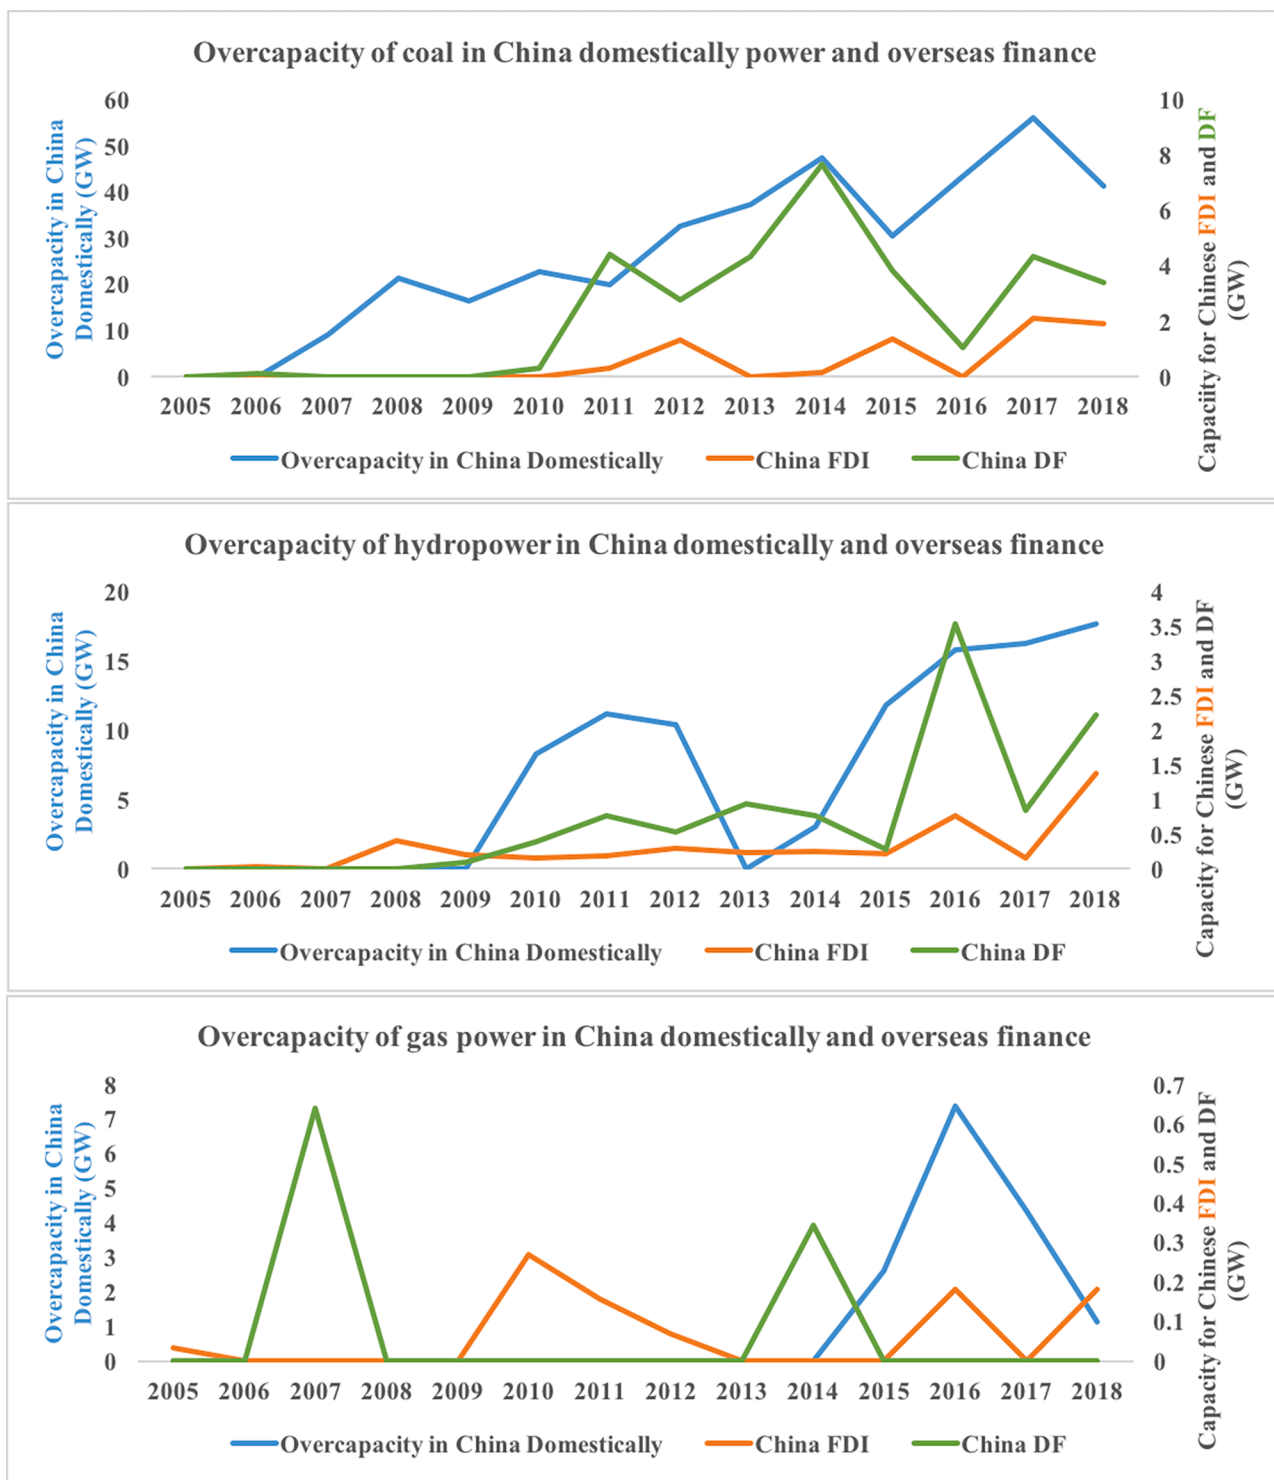 Overcapacity of coal in China domestically power and overseas finance
Overcapacity in China
Domestically (GW)
60
50
40
30
20
10
0
10
8
6
4
2
0
Capaciity for Chinese FDI and DF
(GW)
2005 2006 2007 2008 2009 2010 2011 2012 2013 2014 2015 2016 2017 2018
Overcapacity in China Domestically China FDI China DF
Overcapacity of hydropower in China domestically and overseas finance
Overcapacity in China
Domestically (GW)
20
15
10
5
0
4
3.5
3
2.5
2
1.5
1
0.5
0
Capacity for Chinese FDI and DF
(GW)
2005 2006 2007 2008 2009 2010 2011 2012 2013 2014 2015 2016 2017 2018
Overcapacity in China Domestically China FDI China DF
Overcapacity of gas power in China domestically and overseas finance
Overcapacity in China
Domestically (GW)
8
7
6
5
4
3
2
1
0
0.7
0.6
0.5
0.4
0.3
0.2
0.1
0
Capacity for Chinese FDI and DF
(GW)
2005 2006 2007 2008 2009 2010 2011 2012 2013 2014 2015 2016 2017 2018
Overcapacity in China Domestically China FDI China DF